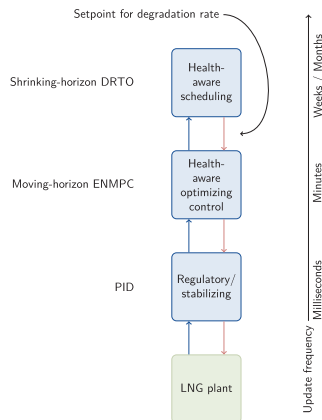 Setpoint for degradation rate
Shrinking-horizon DRTO
Health-
aware
scheduling
Weeks / Months
Moving-horizon ENMPC
Health-
aware
optimizing
control
Minutes
PID
Regulatory/
stabilizing
Milliseconds
LNG plant
Update frequency